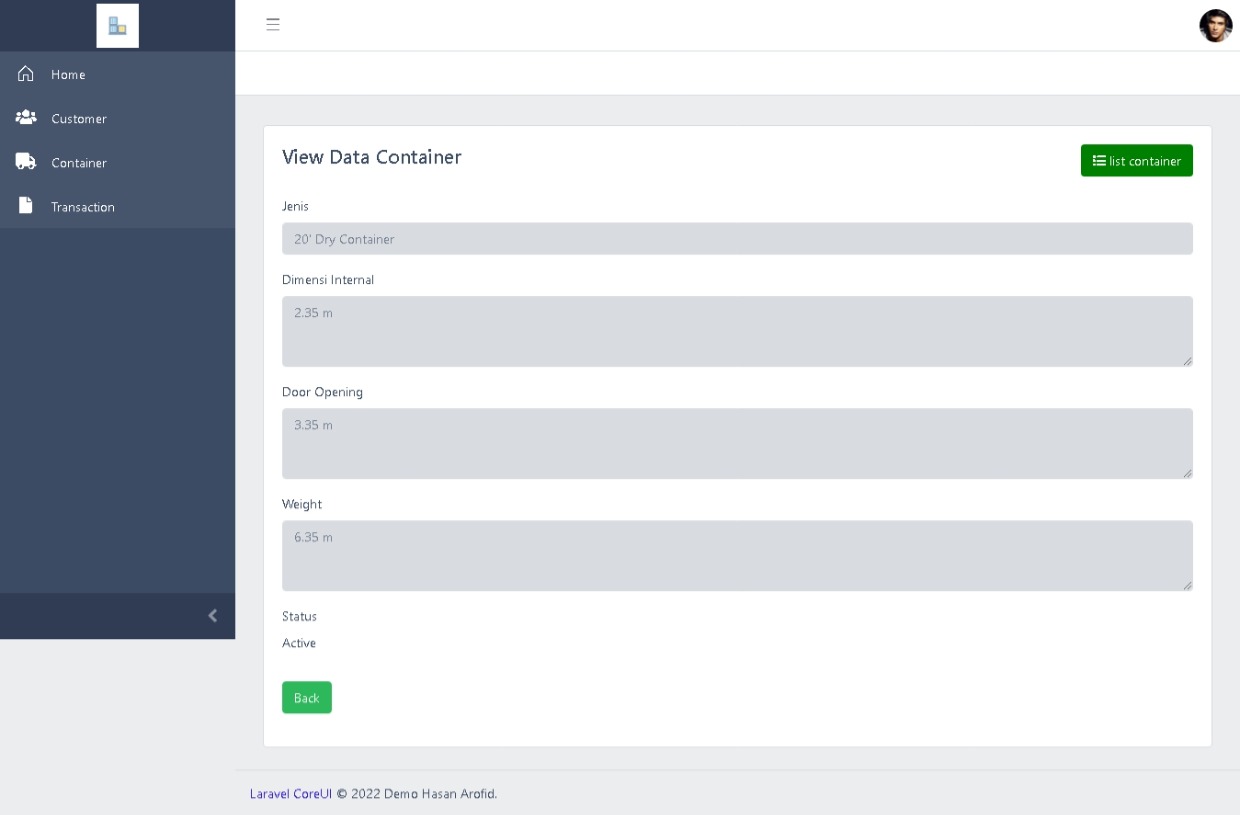 Home
Customer
Container
Transaction
View Data Container
list container
Jenis
20' Dry Container
Dimensi Internal
2.35 m
Door Opening
3.35 m
Weight
6.35 m
Status
Active
Back
Laravel CoreUI © 2022 Demo Hasan Arofid.